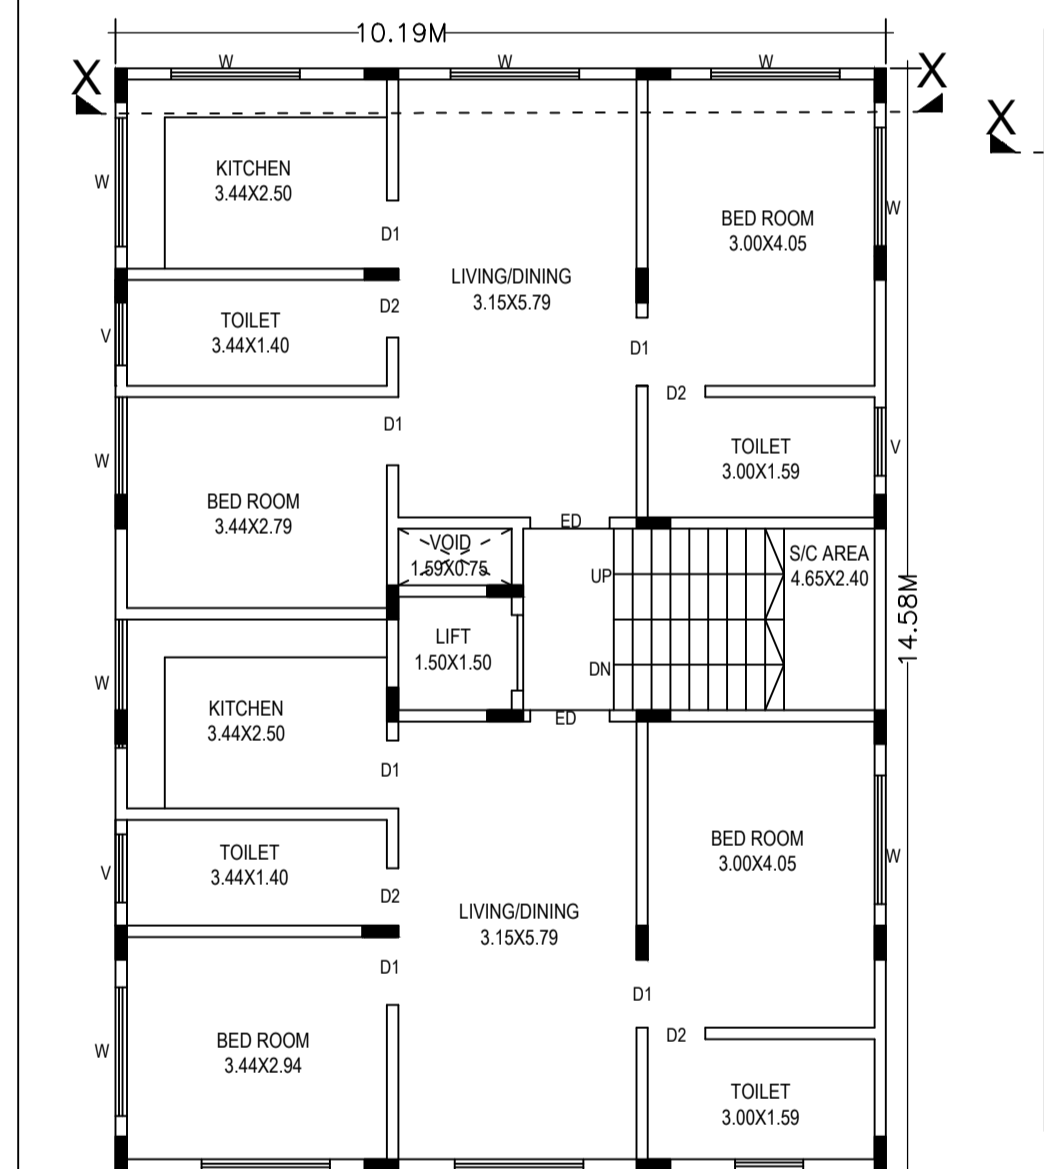 10.19M
W
W
W
X
X
X
KITCHEN
3.44X2.50
W
W
BED ROOM
3.00X4.05
D1
LIVING/DINING
3.15X5.79
D2
TOILET
3.44X1.40
V
D1
D2
D1
TOILET
3.00X1.59
V
W
BED ROOM
3.44X2.79
ED
VOID
1.59X0.75
S/C AREA
4.65X2.40
UP
14.58M
LIFT
1.50X1.50
DN
W
KITCHEN
3.44X2.50
ED
D1
BED ROOM
3.00X4.05
W
TOILET
3.44X1.40
V
D2
LIVING/DINING
3.15X5.79
D1
D1
BED ROOM
3.44X2.94
W
D2
TOILET
3.00X1.59